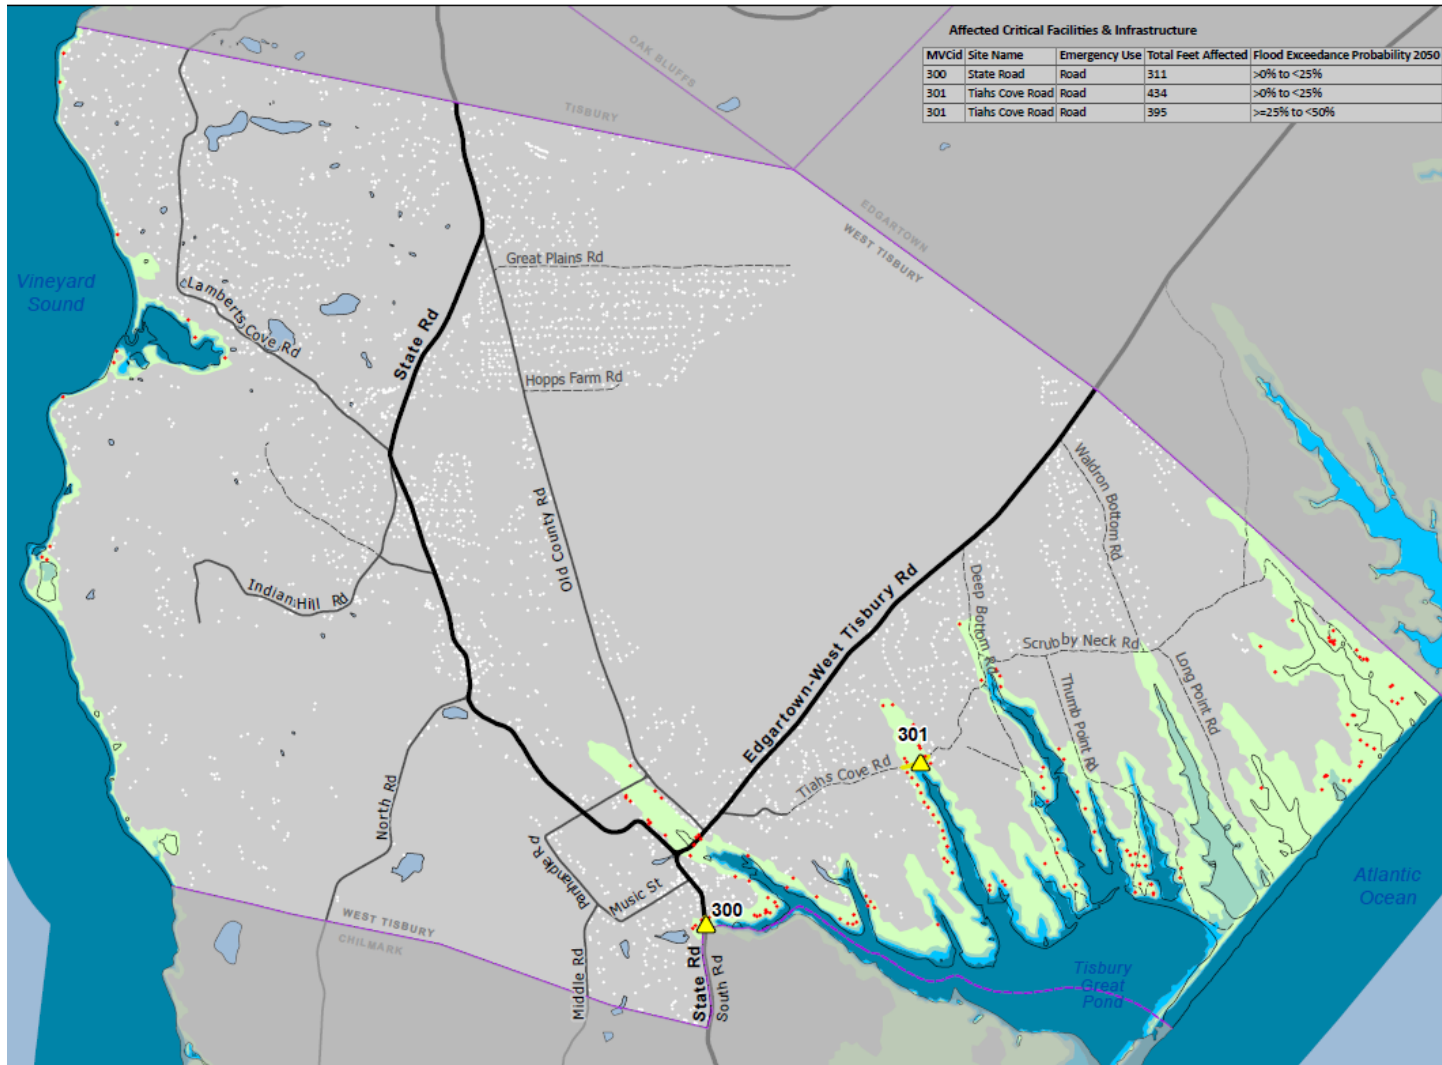 Affected Critical Facilities & Infrastructure
MVCid Site Name Emergency Use Total Feet Affected Flood Exceedance Probability 2050
300 State Road Road 311 >0% to <25%
301 Tiahs Cove Road Road 434 >0% to <25%
301 Tiahs Cove Road Road 395 >=25% to <50%
OAK BLUFFS
TISBURY
EDGARTOWN
WEST TISBURY
Vineyard
Sound
Great Plains Rd
Lamberts Cove Rd
State Rd
Hopps Farm Rd
Old County Rd
Waldron Bottom Rd
Indian Hill Rd
Edgartown-West Tisbury Rd
Deep Bottom Rd
Scrubby Neck Rd
Long Point Rd
Thumb Point Rd
301
Tiahs Cove Rd
North Rd
Panhandle Rd
Music St
300
WEST TISBURY
CHILMARK
Middle Rd
State Rd
South Rd
Atlantic
Ocean
Tisbury
Great
Pond